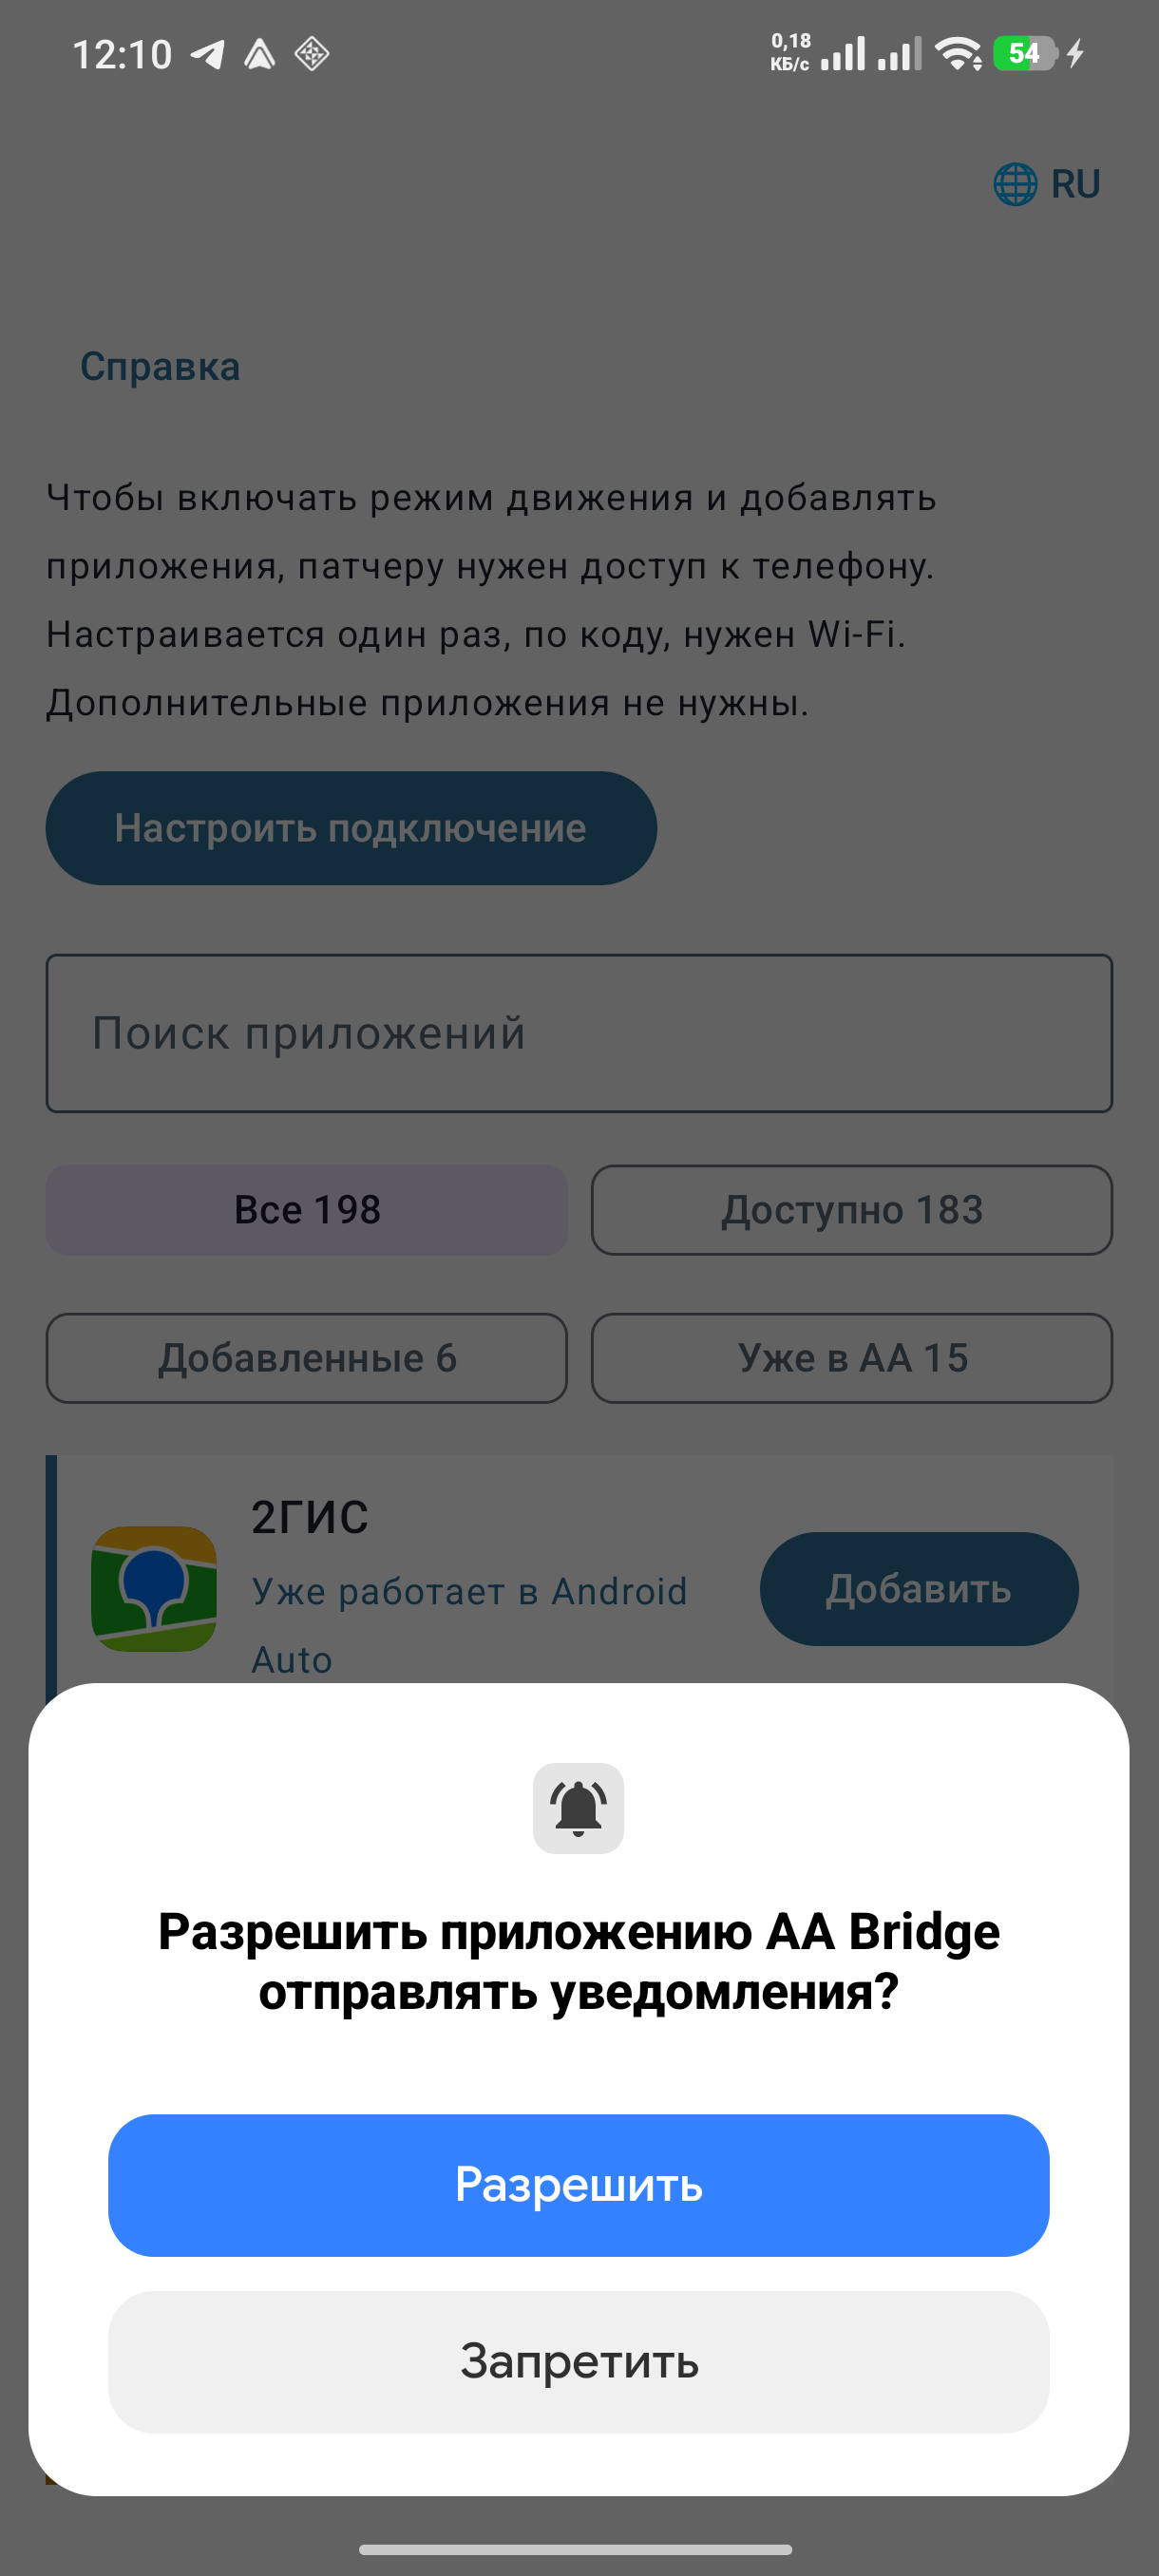 12:10
0,18
КБ/с
54
RU
Справка
Чтобы включать режим движения и добавлять
приложения, патчеру нужен доступ к телефону.
Настраивается один раз, по коду, нужен Wi-Fi.
Дополнительные приложения не нужны.
Настроить подключение
Поиск приложений
Все 198
Доступно 183
Добавленные 6
Уже в AA 15
2ГИС
Уже работает в Android
Auto
Добавить
Разрешить приложению AA Bridge
отправлять уведомления?
Разрешить
Запретить